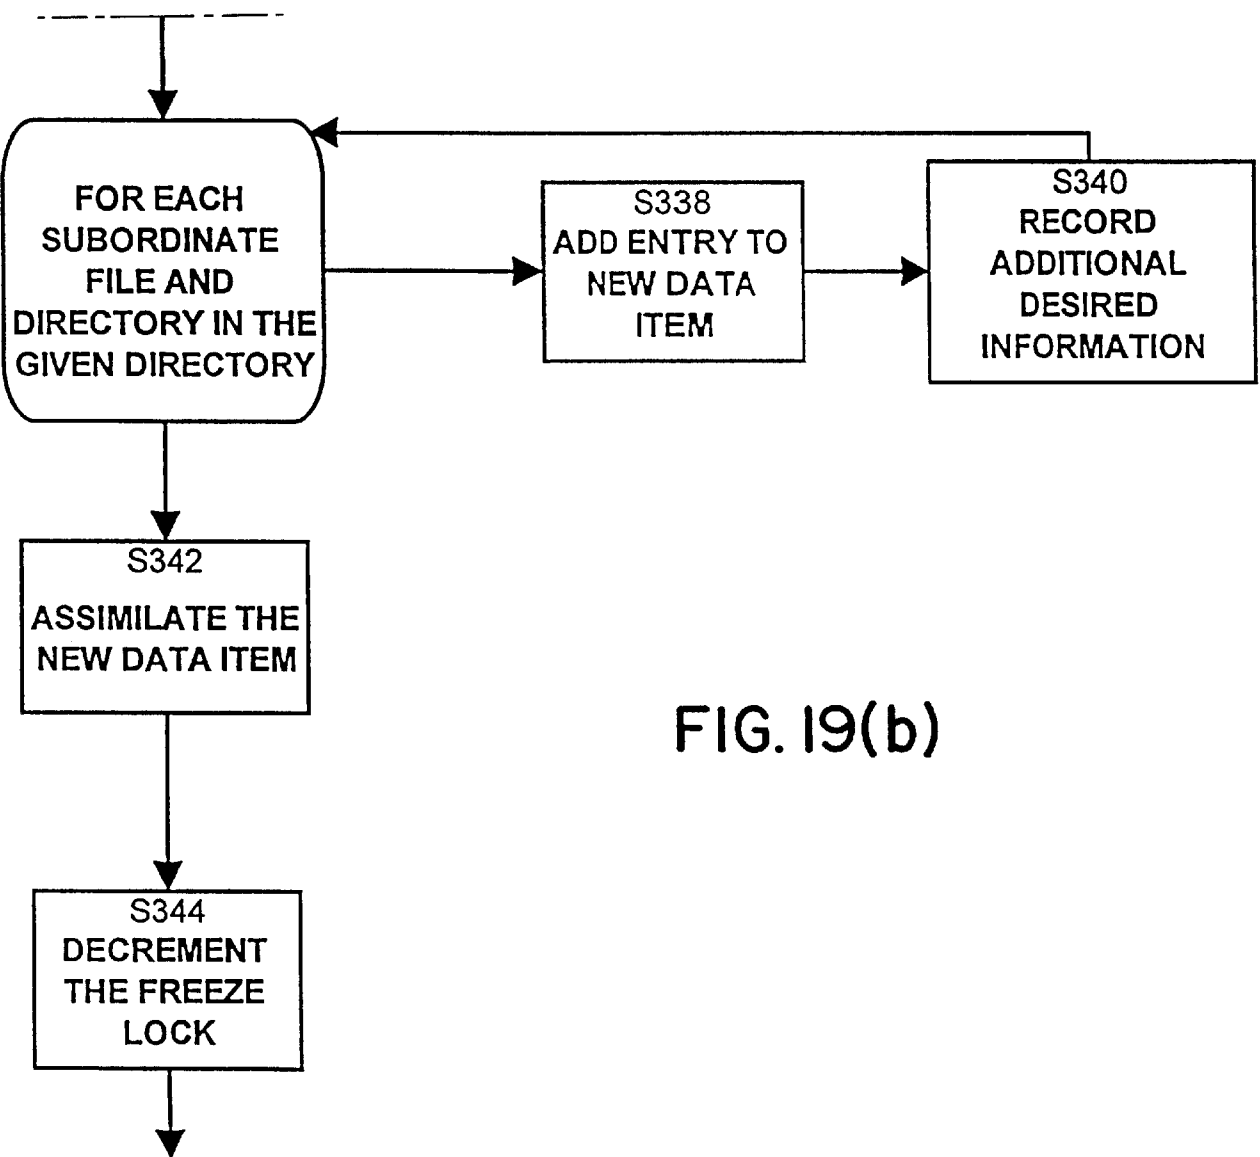 FOR EACH
SUBORDINATE
FILE AND
DIRECTORY IN THE
GIVEN DIRECTORY
S338
ADD ENTRY TO
NEW DATA
ITEM
S340
RECORD
ADDITIONAL
DESIRED
INFORMATION
S342
ASSIMILATE THE
NEW DATA ITEM
FIG. 19(b)
S344
DECREMENT
THE FREEZE
LOCK